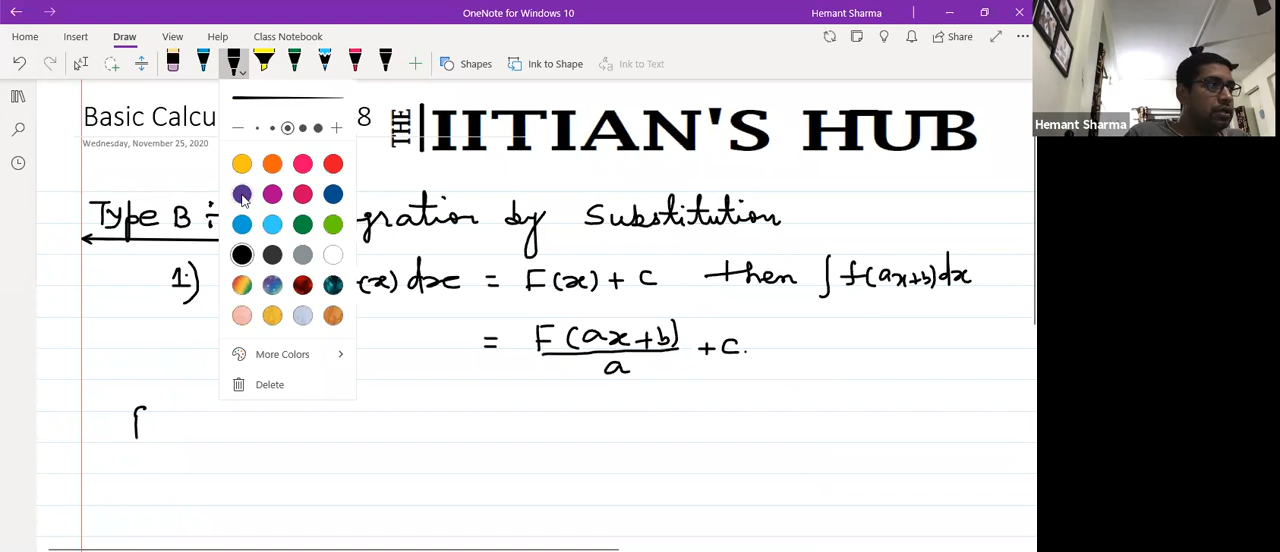 OneNote for Windows 10
Hemant Sharma
Home Insert Draw View Help Class Notebook
Share
Shapes Ink to Shape Ink to Text
Basic Calcu 8
THE IITIAN'S HUB
Wednesday, November 25, 2020
Type B ÷ gration by Substitution
1.) (x) dx = F(x) + c then ∫ f(ax+b)dx
= F(ax+b)/a + c.
More Colors
Delete
Hemant Sharma